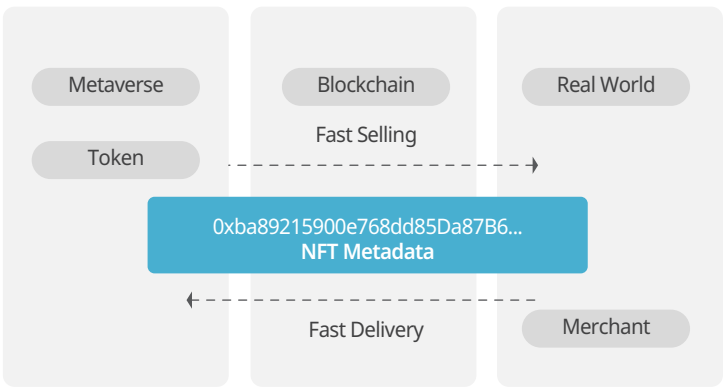 Metaverse
Blockchain
Real World
Fast Selling
Token
0xba89215900e768dd85Da87B6...
NFT Metadata
Fast Delivery
Merchant